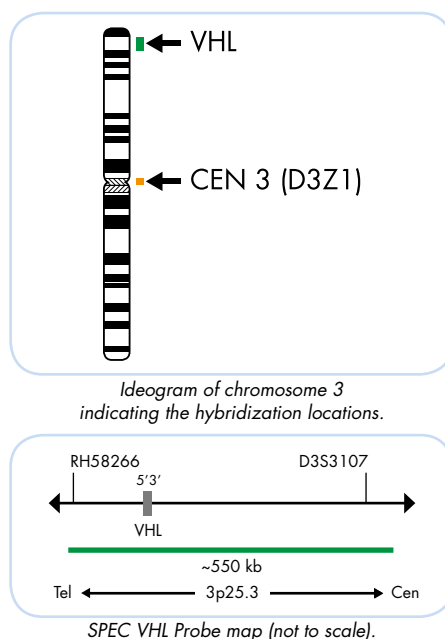 VHL
CEN 3 (D3Z1)
Ideogram of chromosome 3
indicating the hybridization locations.
RH58266 D3S3107
5'3'
VHL
~550 kb
Tel 3p25.3 Cen
SPEC VHL Probe map (not to scale).